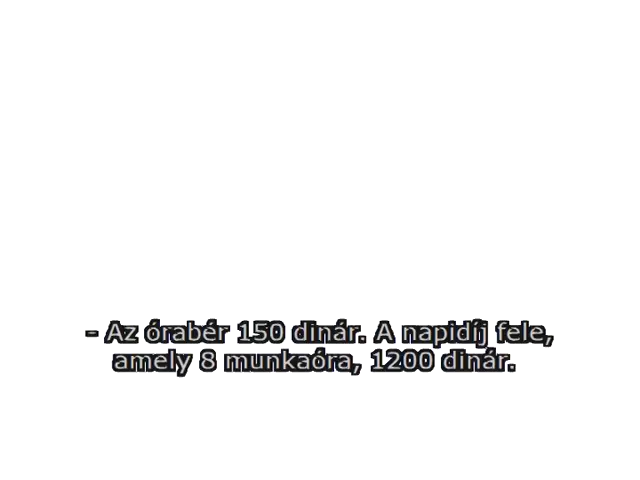 - Az órabér 150 dinár. A napidíj fele,
amely 8 munkaóra, 1200 dinár.